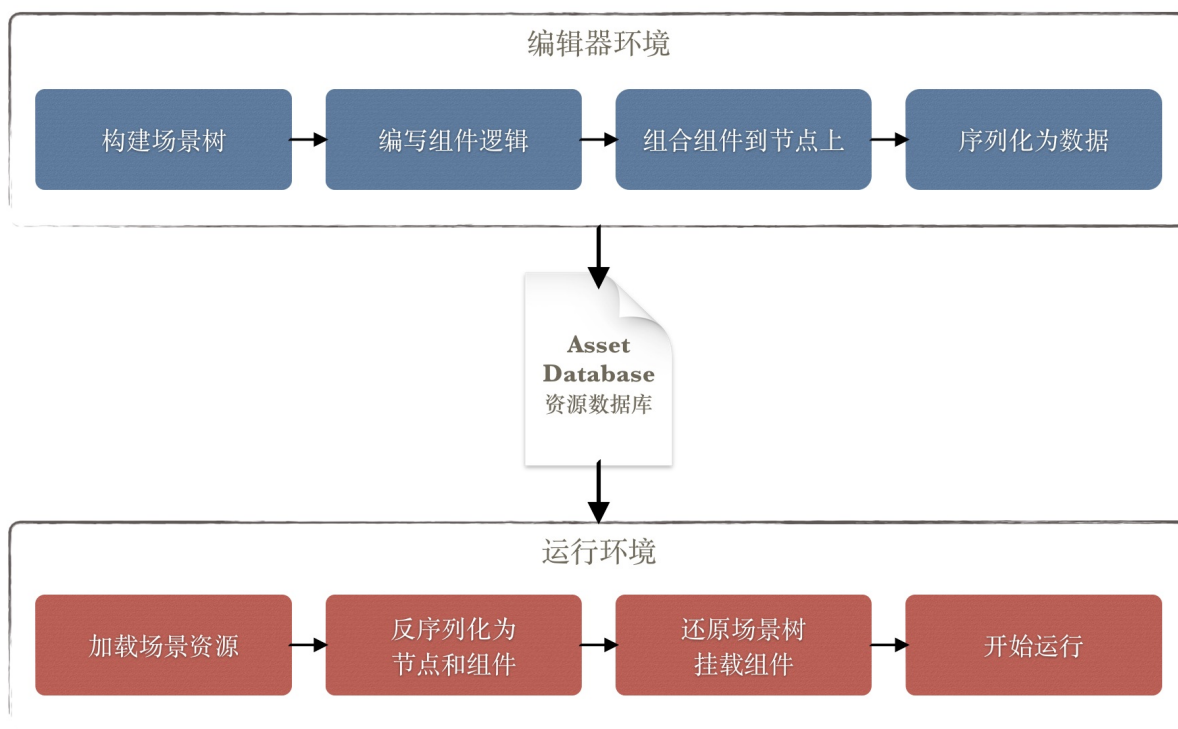 编辑器环境
构建场景树
编写组件逻辑
组合组件到节点上
序列化为数据
Asset
Database
资源数据库
运行环境
加载场景资源
反序列化为
节点和组件
还原场景树
挂载组件
开始运行